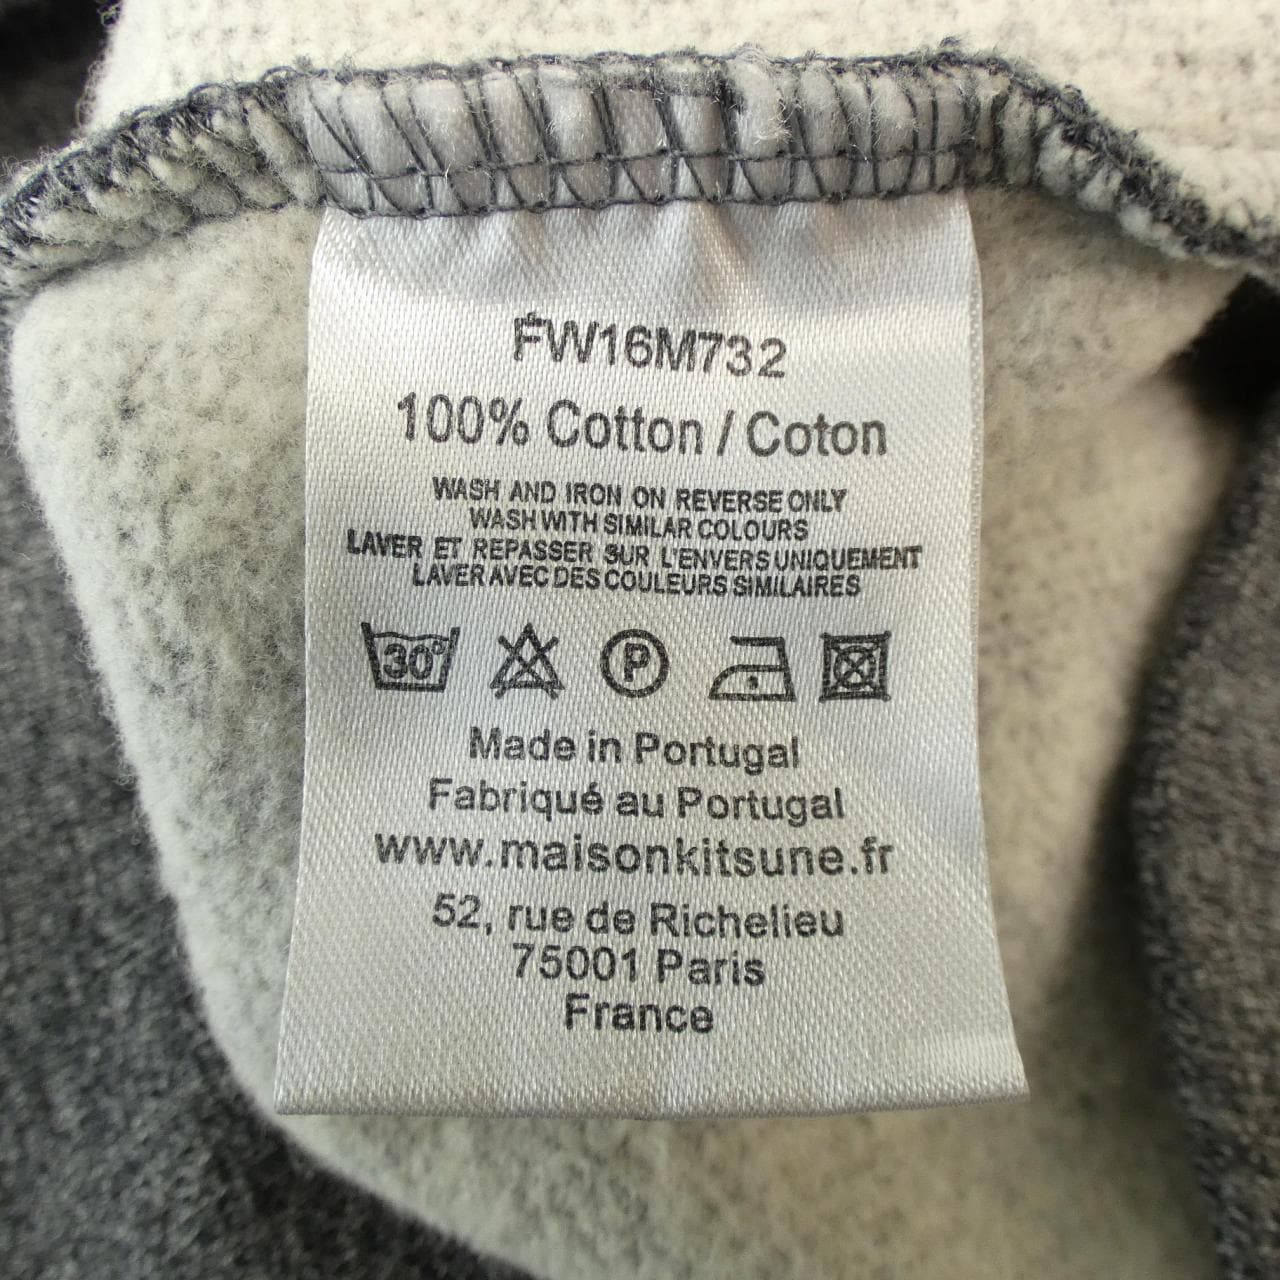 FW16M732
100% Cotton / Coton
WASH AND IRON ON REVERSE ONLY
WASH WITH SIMILAR COLOURS
LAVER ET REPASSER SUR L'ENVERS UNIQUEMENT
LAVER AVEC DES COULEURS SIMILAIRES
30° P
Made in Portugal
Fabriqué au Portugal
www.maisonkitsune.fr
52, rue de Richelieu
75001 Paris
France